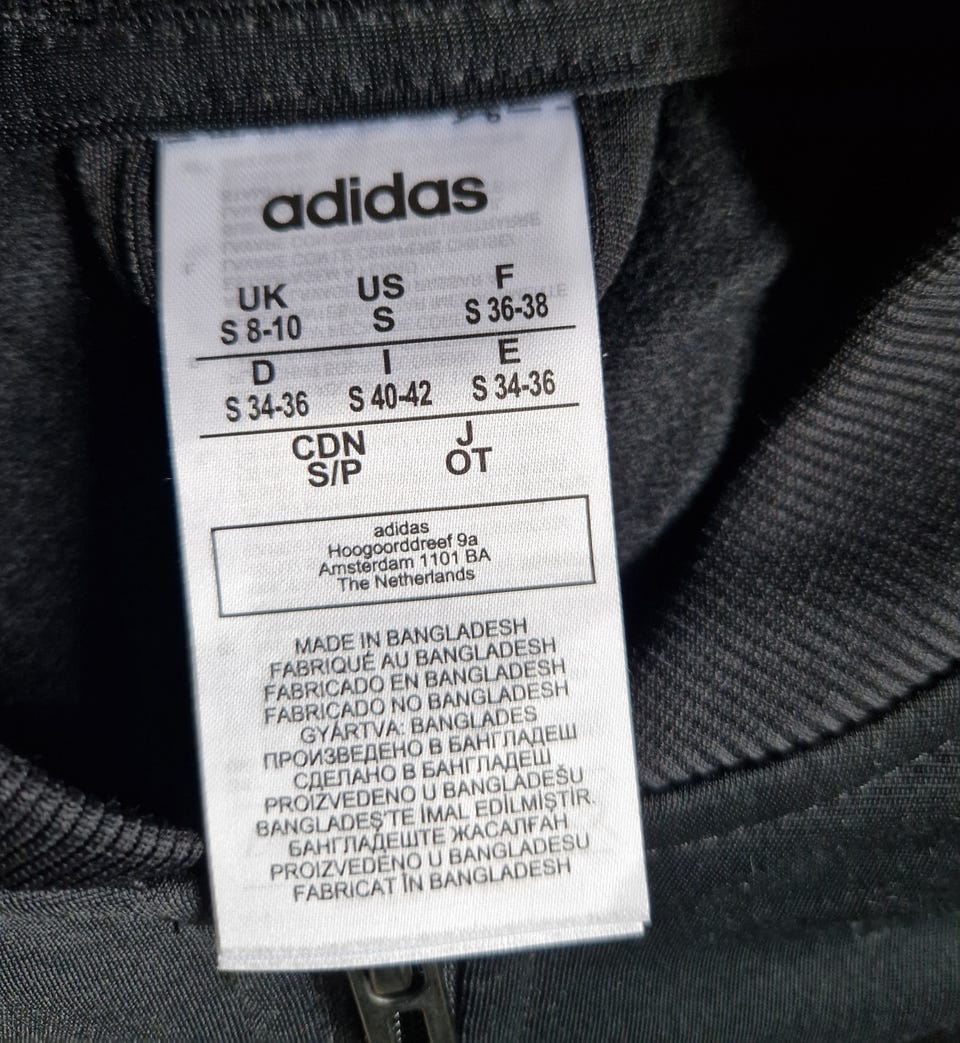 adidas
UK US F
S 8-10 S S 36-38
D I E
S 34-36 S 40-42 S 34-36
CDN J
S/P OT
adidas
Hoogoorddreef 9a
Amsterdam 1101 BA
The Netherlands
MADE IN BANGLADESH
FABRIQUÉ AU BANGLADESH
FABRICADO EN BANGLADESH
FABRICADO NO BANGLADESH
GYÁRTVA: BANGLADES
ПРОИЗВЕДЕНО В БАНГЛАДЕШ
СДЕЛАНО В БАНГЛАДЕШ
PROIZVEDENO U BANGLADEŠU
BANGLADEŞ'TE İMAL EDİLMİŞTİR.
БАНГЛАДЕШТЕ ЖАСАЛҒАН
PROIZVEDENO U BANGLADESU
FABRICAT ÎN BANGLADESH